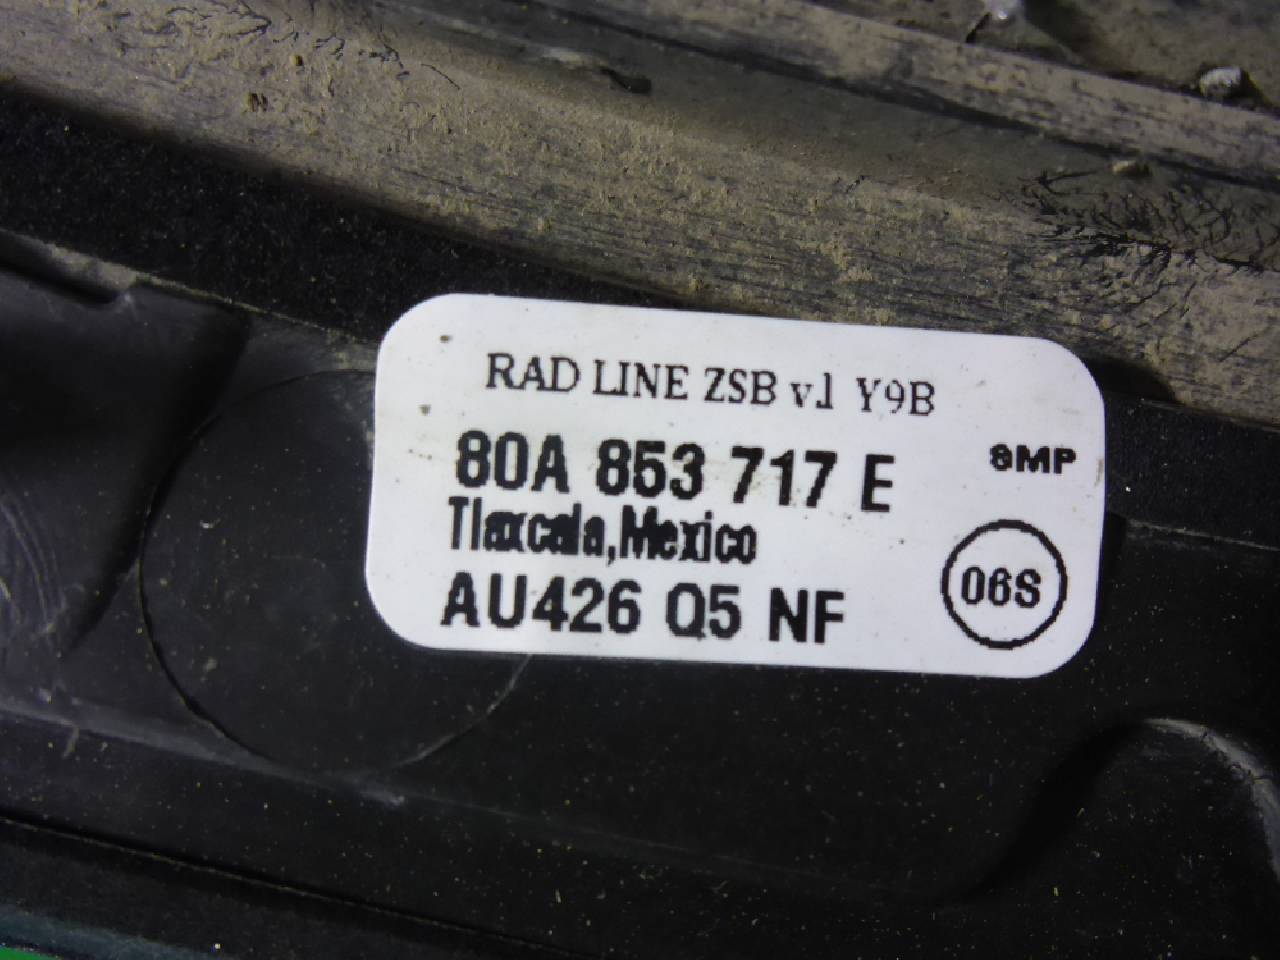 RAD LINE ZSB v.1 Y9B
80A 853 717 E
SMP
Tlaxcala,Mexico
AU426 Q5 NF
06S